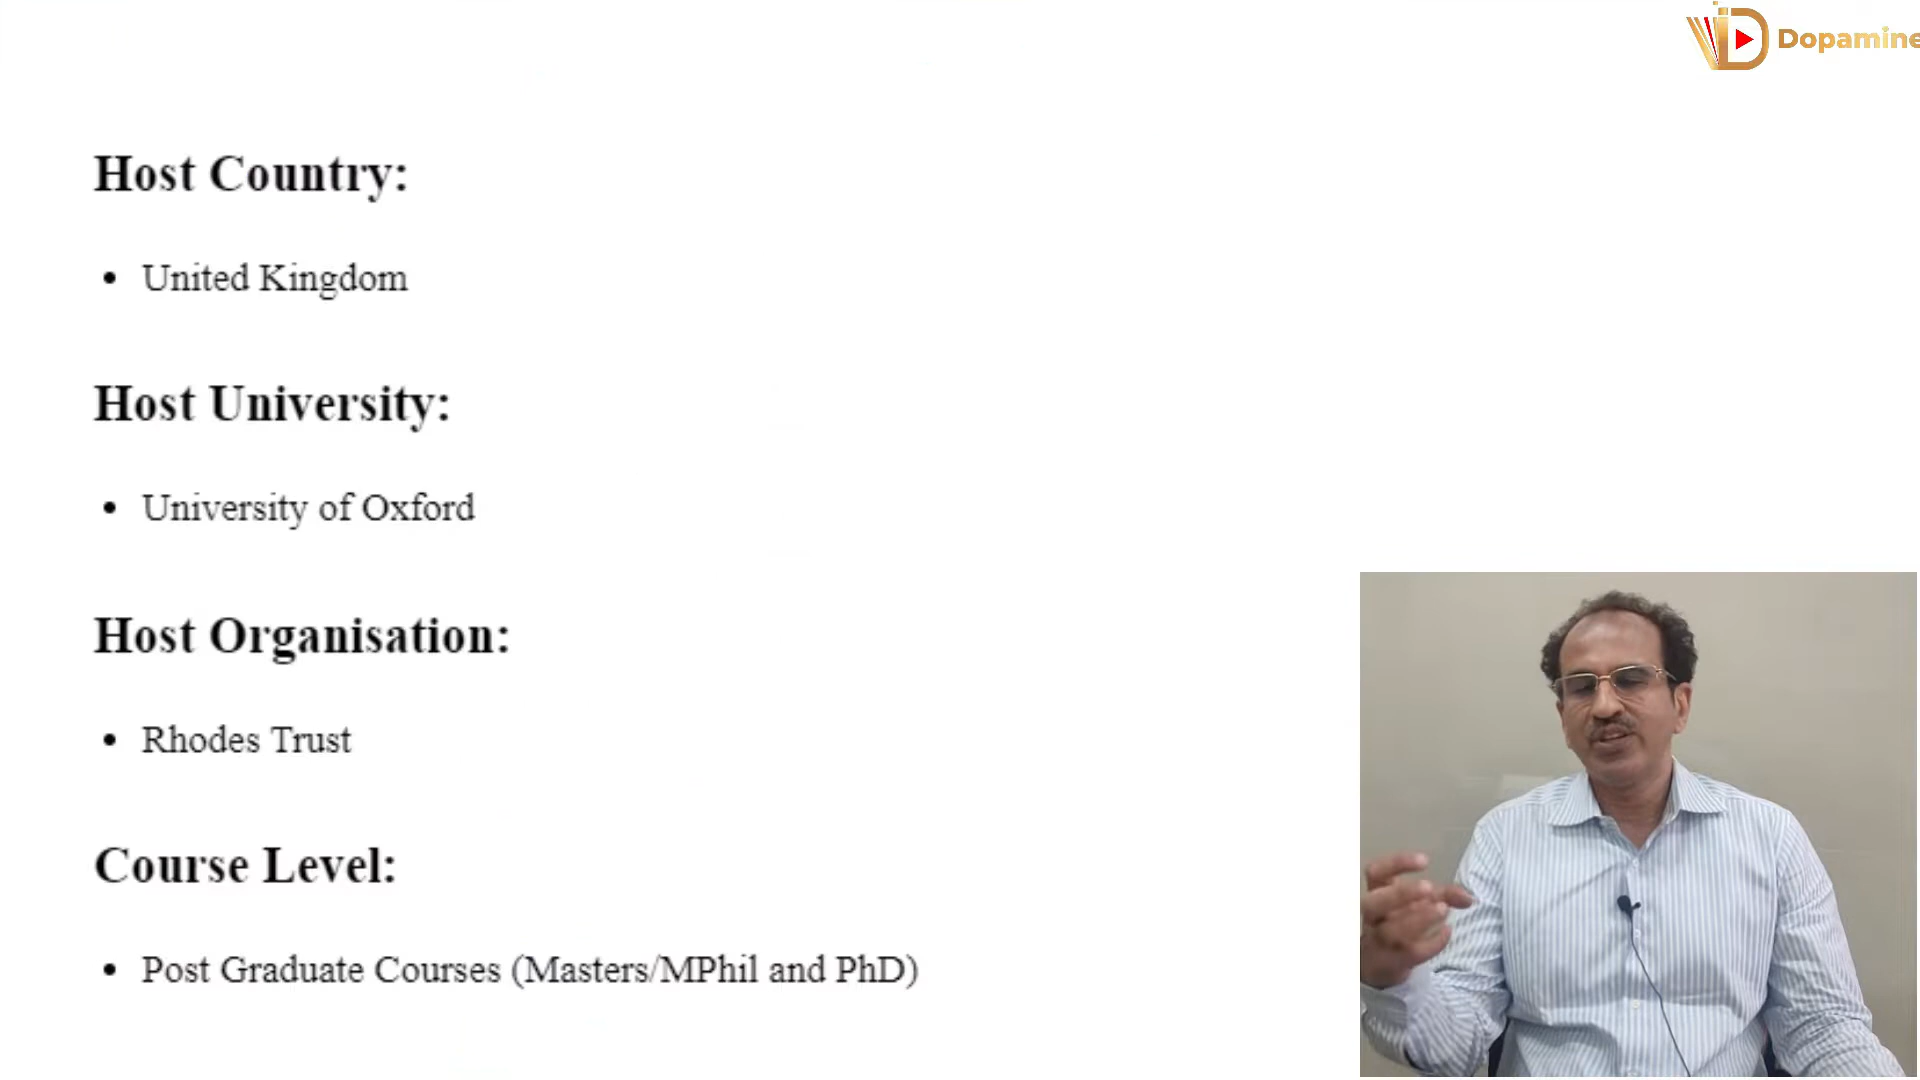 Dopamine
Host Country:
• United Kingdom
Host University:
• University of Oxford
Host Organisation:
• Rhodes Trust
Course Level:
• Post Graduate Courses (Masters/MPhil and PhD)